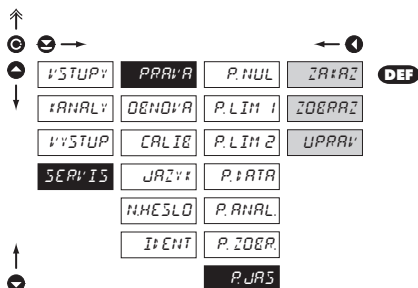 VSTUPY PRAVA P.NUL ZAKAZ DEF
KANALY OBNOVA P.LIM 1 ZOBRAZ
VYSTUP CALIB P.LIM 2 UPRAV
SERVIS JAZYK P.DATA
N.HESLO P.ANAL.
IDENT P.ZOBR.
P.JAS